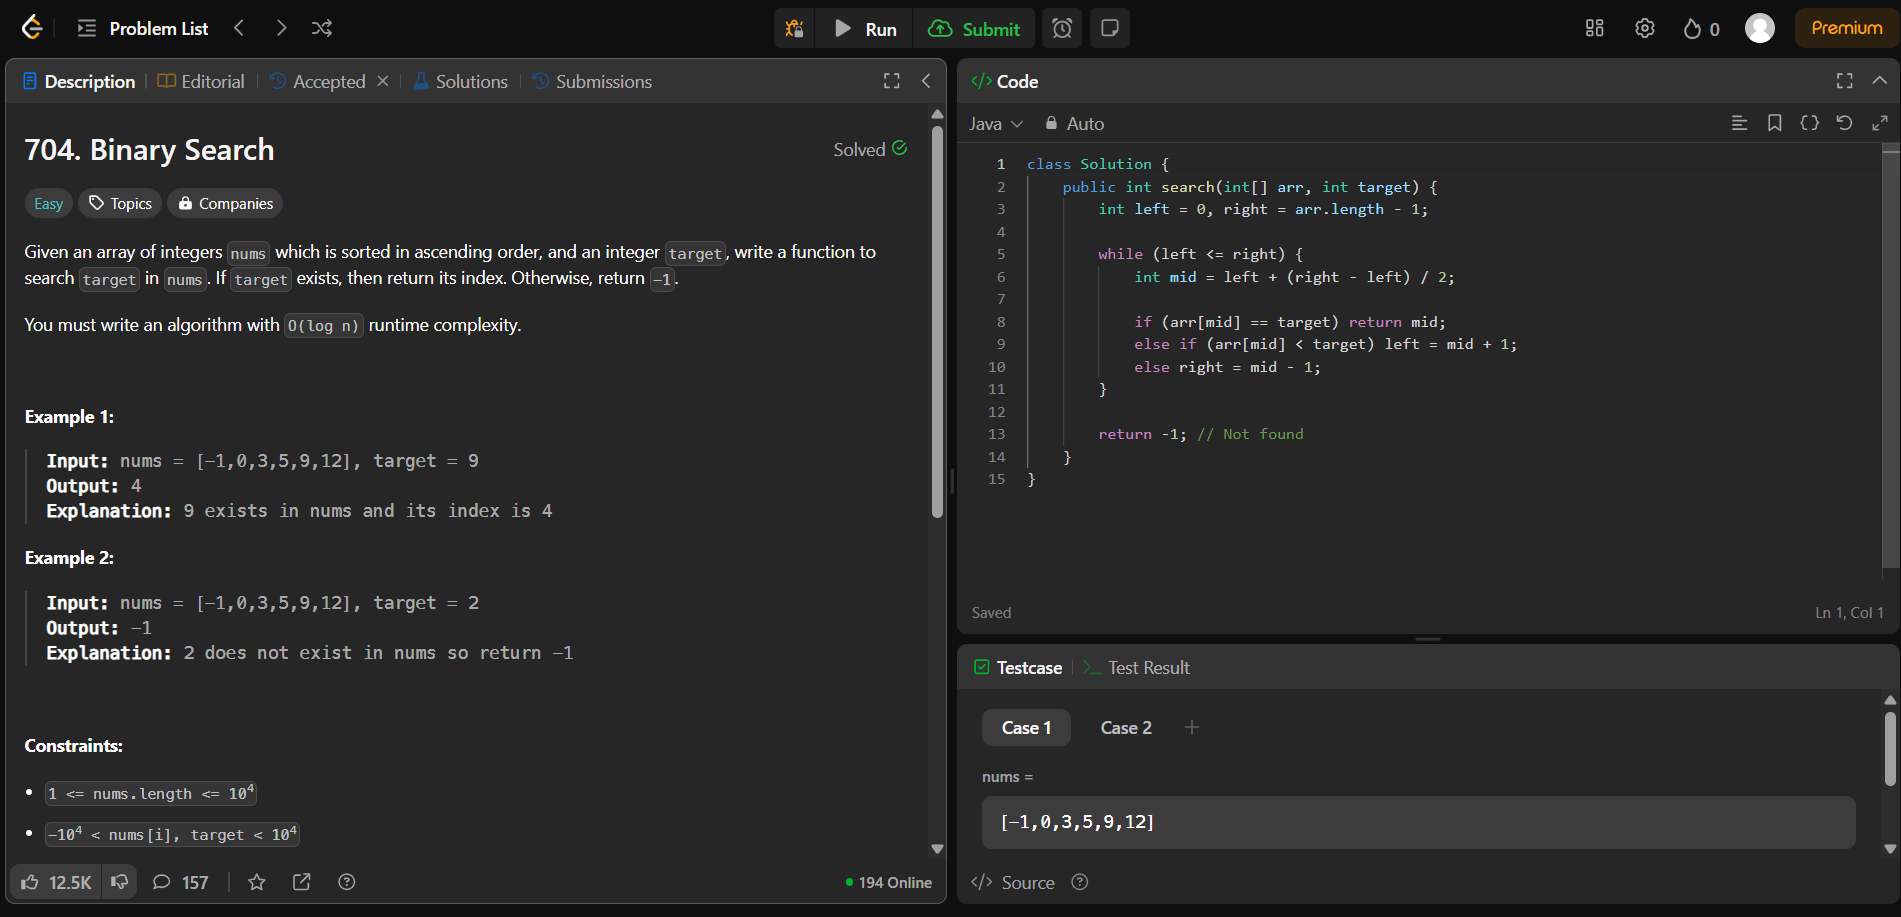 Problem List
Run
Submit
0
Premium
Description
Editorial
Accepted
Solutions
Submissions
704. Binary Search
Solved
Easy
Topics
Companies
Given an array of integers nums which is sorted in ascending order, and an integer target, write a function to
search target in nums. If target exists, then return its index. Otherwise, return -1.
You must write an algorithm with O(log n) runtime complexity.
Example 1:
Input: nums = [-1,0,3,5,9,12], target = 9
Output: 4
Explanation: 9 exists in nums and its index is 4
Example 2:
Input: nums = [-1,0,3,5,9,12], target = 2
Output: -1
Explanation: 2 does not exist in nums so return -1
Constraints:
• 1 <= nums.length <= 10⁴
• -10⁴ < nums[i], target < 10⁴
12.5K
157
194 Online
</> Code
Java
Auto
1 class Solution {
2     public int search(int[] arr, int target) {
3         int left = 0, right = arr.length - 1;
4
5         while (left <= right) {
6             int mid = left + (right - left) / 2;
7
8             if (arr[mid] == target) return mid;
9             else if (arr[mid] < target) left = mid + 1;
10             else right = mid - 1;
11         }
12
13         return -1; // Not found
14     }
15 }
Saved
Ln 1, Col 1
Testcase
Test Result
Case 1
Case 2
nums =
[-1,0,3,5,9,12]
</> Source